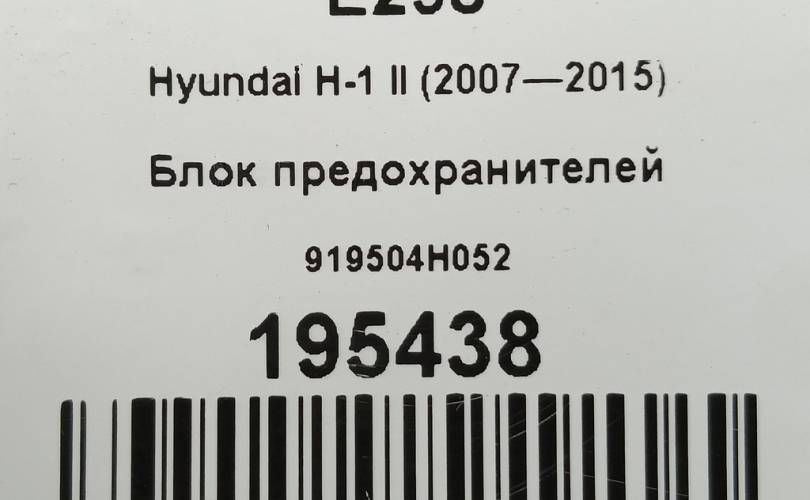 Hyundai H-1 II (2007—2015)
Блок предохранителей
919504H052
195438